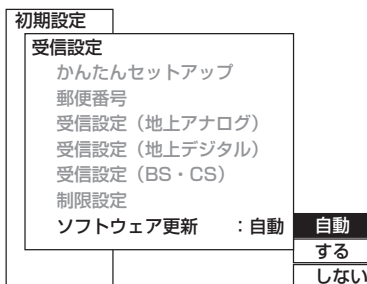 初期設定
受信設定
かんたんセットアップ
郵便番号
受信設定（地上アナログ）
受信設定（地上デジタル）
受信設定（BS・CS）
制限設定
ソフトウェア更新 ：自動 自動
する
しない